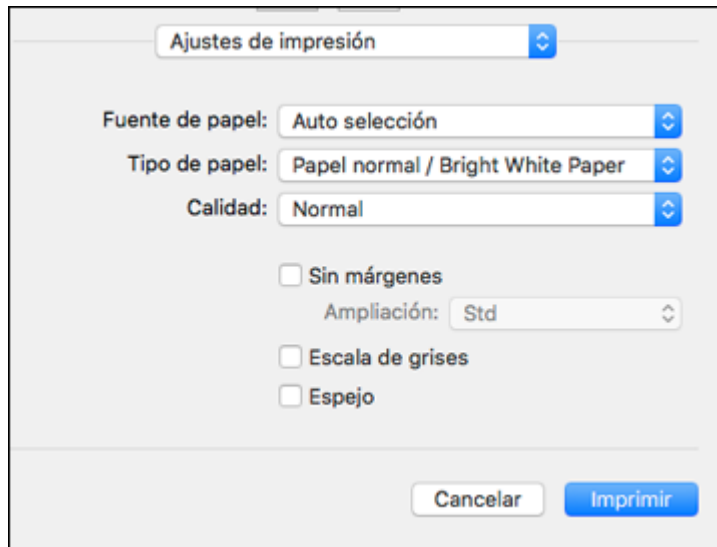 Ajustes de impresión
Fuente de papel: Auto selección
Tipo de papel: Papel normal / Bright White Paper
Calidad: Normal
Sin márgenes
Ampliación: Std
Escala de grises
Espejo
Cancelar Imprimir